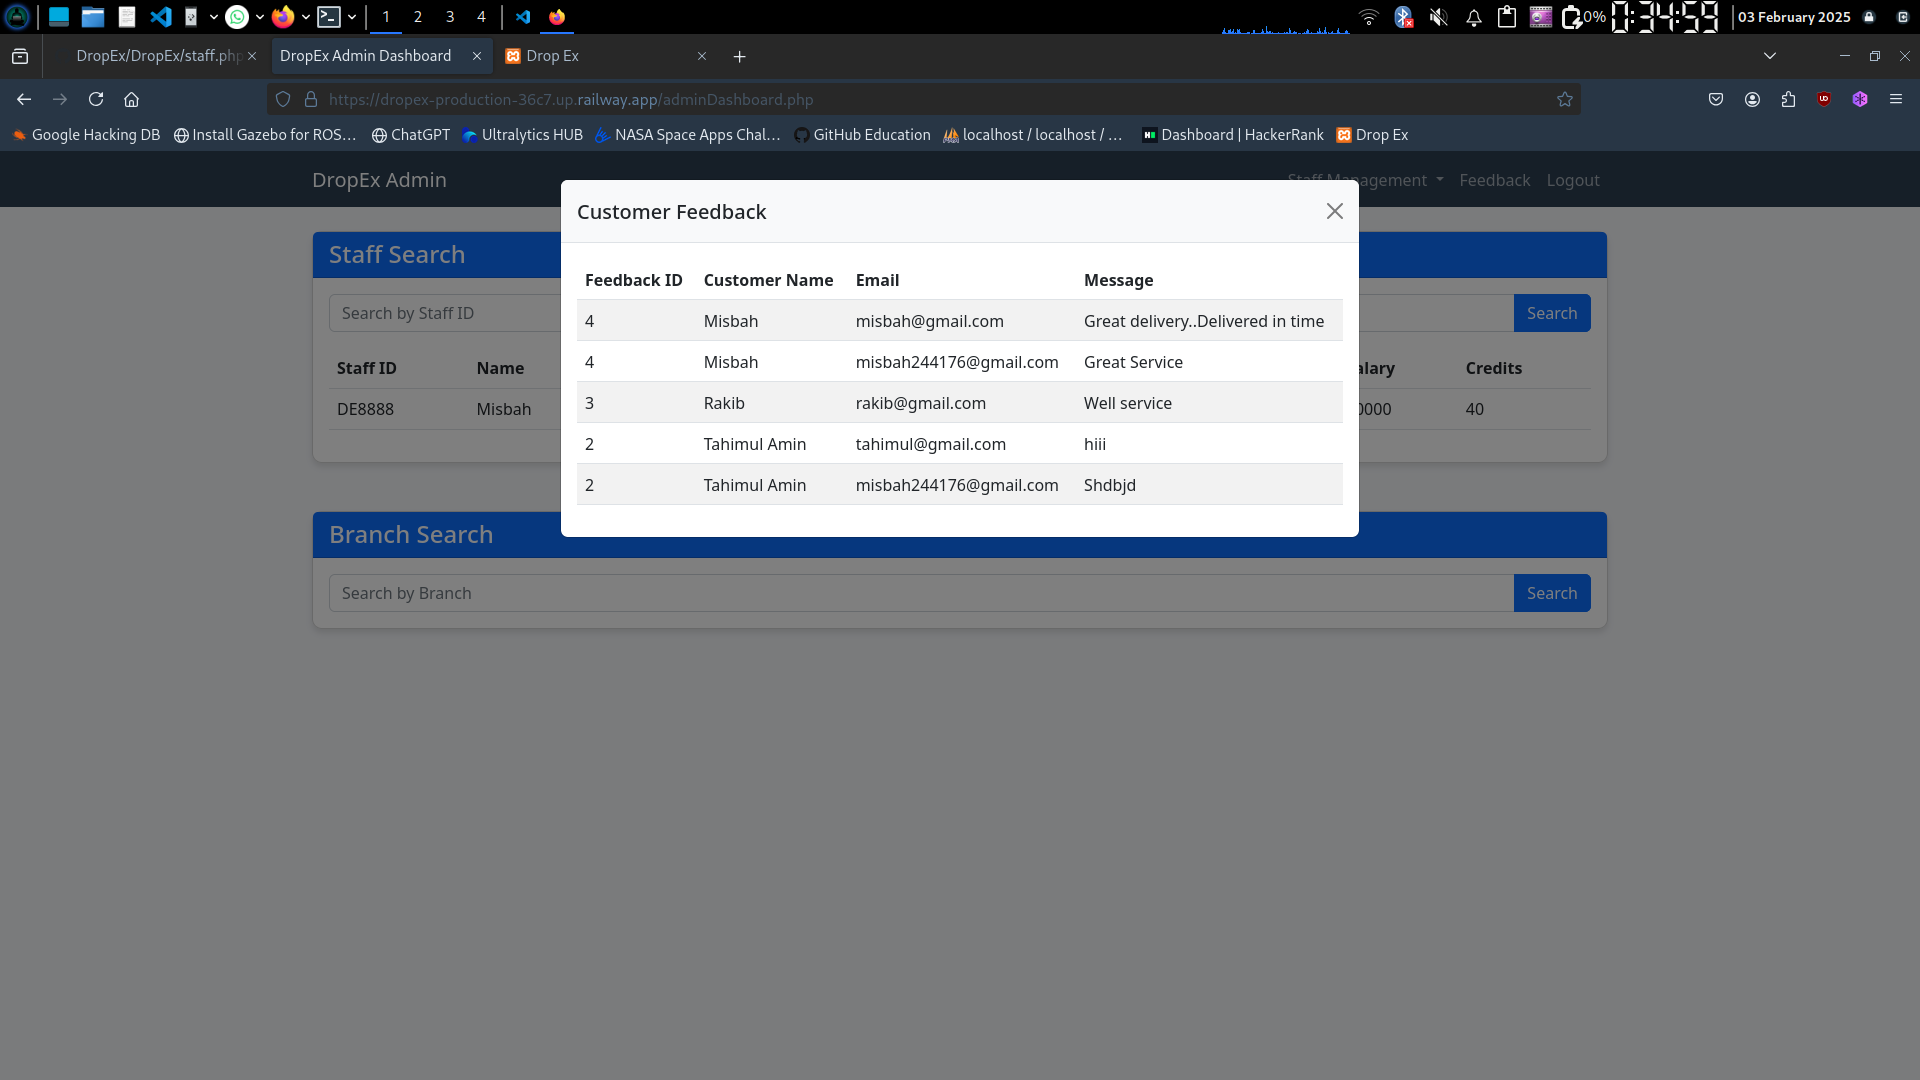 1 2 3 4 0% 0:34:59 03 February 2025
DropEx/DropEx/staff.php DropEx Admin Dashboard Drop Ex
https://dropex-production-36c7.up.railway.app/adminDashboard.php
Google Hacking DB Install Gazebo for ROS… ChatGPT Ultralytics HUB NASA Space Apps Chal… GitHub Education localhost / localhost / … Dashboard | HackerRank Drop Ex
DropEx Admin Staff Management Feedback Logout
Customer Feedback
Feedback ID Customer Name Email Message
4 Misbah misbah@gmail.com Great delivery..Delivered in time
4 Misbah misbah244176@gmail.com Great Service
3 Rakib rakib@gmail.com Well service
2 Tahimul Amin tahimul@gmail.com hiii
2 Tahimul Amin misbah244176@gmail.com Shdbjd
Staff Search
Search by Staff ID Search
Staff ID Name alary Credits
DE8888 Misbah 0000 40
Branch Search
Search by Branch Search